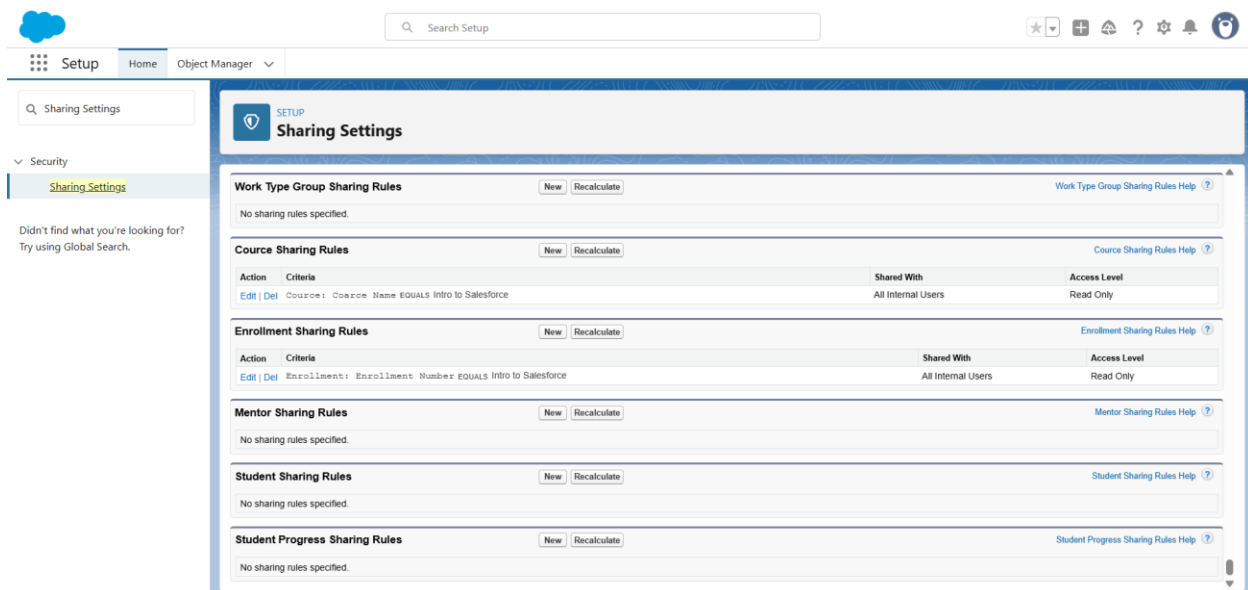 Search Setup
Setup
Home
Object Manager
Sharing Settings
Security
Sharing Settings
Didn't find what you're looking for?
Try using Global Search.
SETUP
Sharing Settings
Work Type Group Sharing Rules New Recalculate Work Type Group Sharing Rules Help ?
No sharing rules specified.
Cource Sharing Rules New Recalculate Cource Sharing Rules Help ?
Action Criteria Shared With Access Level
Edit | Del Cource: Coarce Name EQUALS Intro to Salesforce All Internal Users Read Only
Enrollment Sharing Rules New Recalculate Enrollment Sharing Rules Help ?
Action Criteria Shared With Access Level
Edit | Del Enrollment: Enrollment Number EQUALS Intro to Salesforce All Internal Users Read Only
Mentor Sharing Rules New Recalculate Mentor Sharing Rules Help ?
No sharing rules specified.
Student Sharing Rules New Recalculate Student Sharing Rules Help ?
No sharing rules specified.
Student Progress Sharing Rules New Recalculate Student Progress Sharing Rules Help ?
No sharing rules specified.